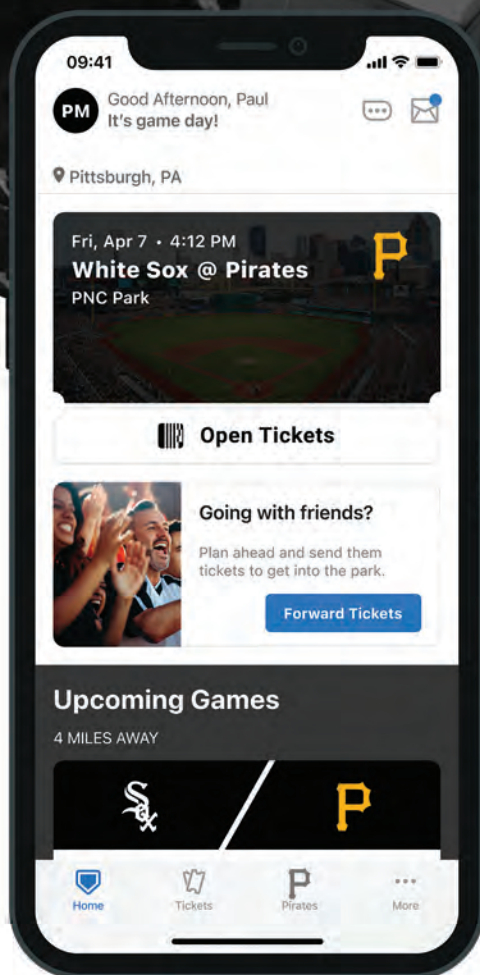 09:41
PM
Good Afternoon, Paul
It's game day!
Pittsburgh, PA
Fri, Apr 7 • 4:12 PM
White Sox @ Pirates
PNC Park
P
Open Tickets
Going with friends?
Plan ahead and send them
tickets to get into the park.
Forward Tickets
Upcoming Games
4 MILES AWAY
Sox
P
Home
Tickets
P
Pirates
More